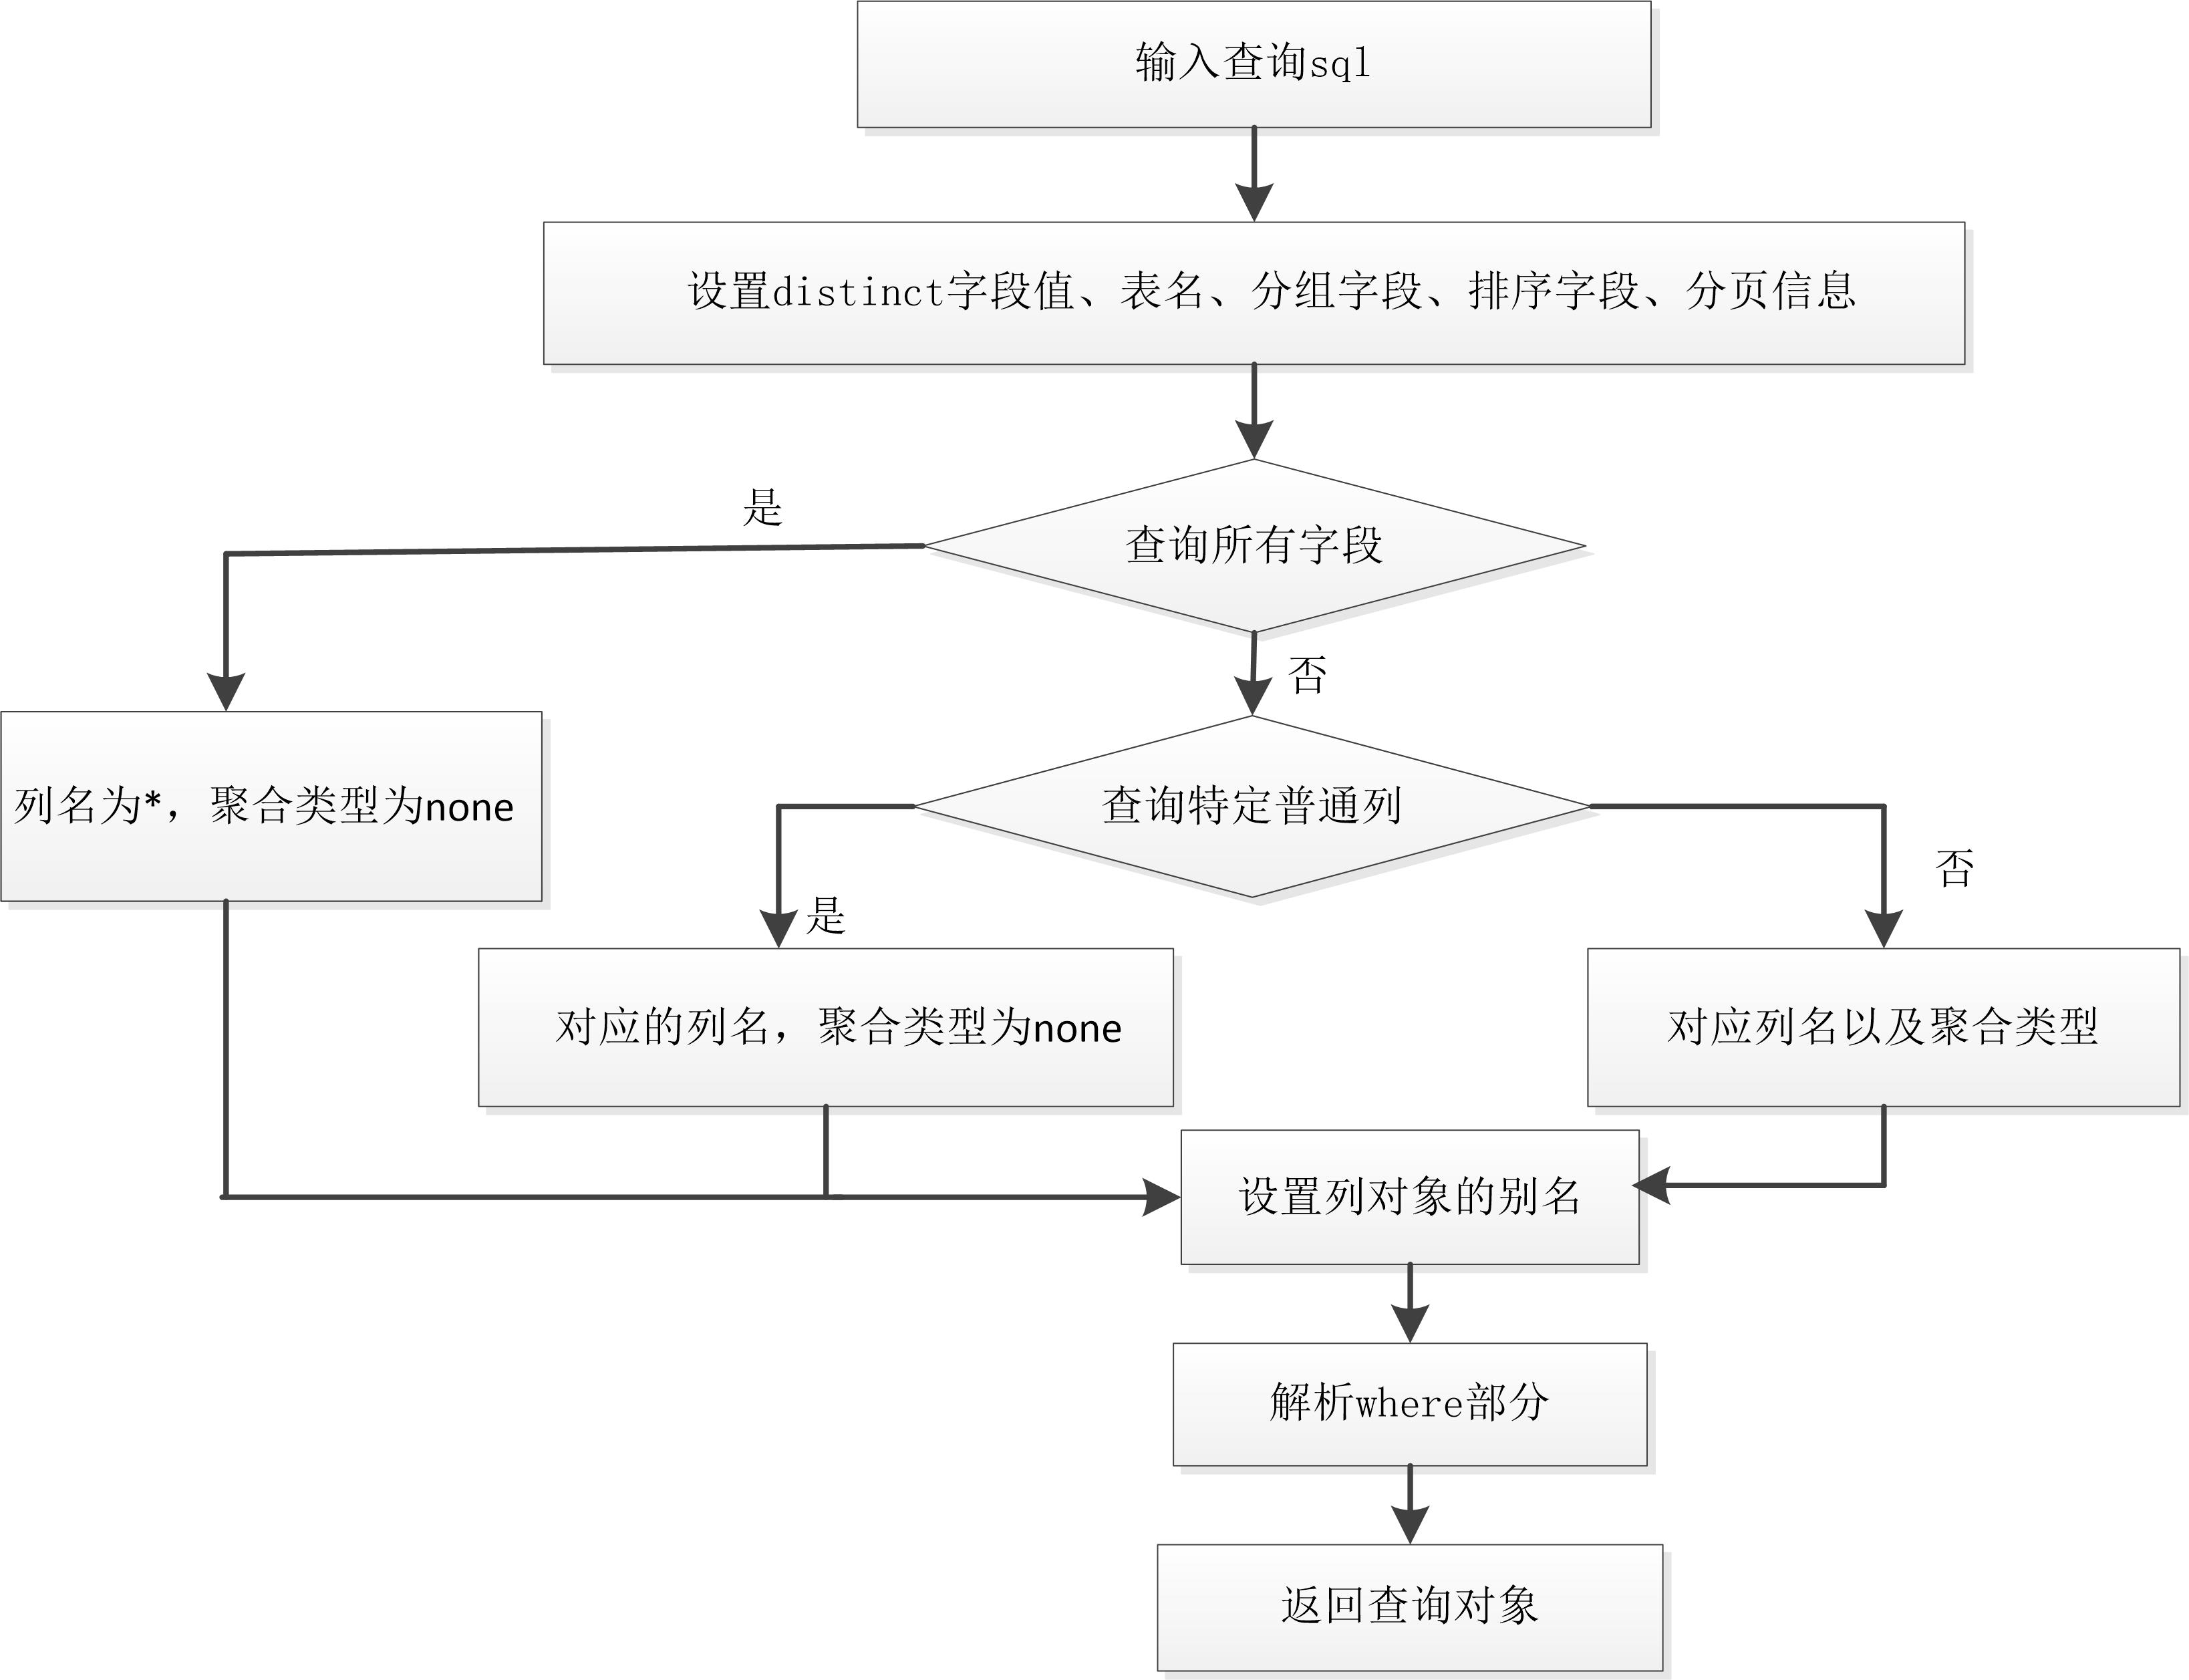 输入查询sql
设置distinct字段值、表名、分组字段、排序字段、分页信息
是
查询所有字段
否
列名为*，聚合类型为none
查询特定普通列
否
是
对应的列名，聚合类型为none
对应列名以及聚合类型
设置列对象的别名
解析where部分
返回查询对象